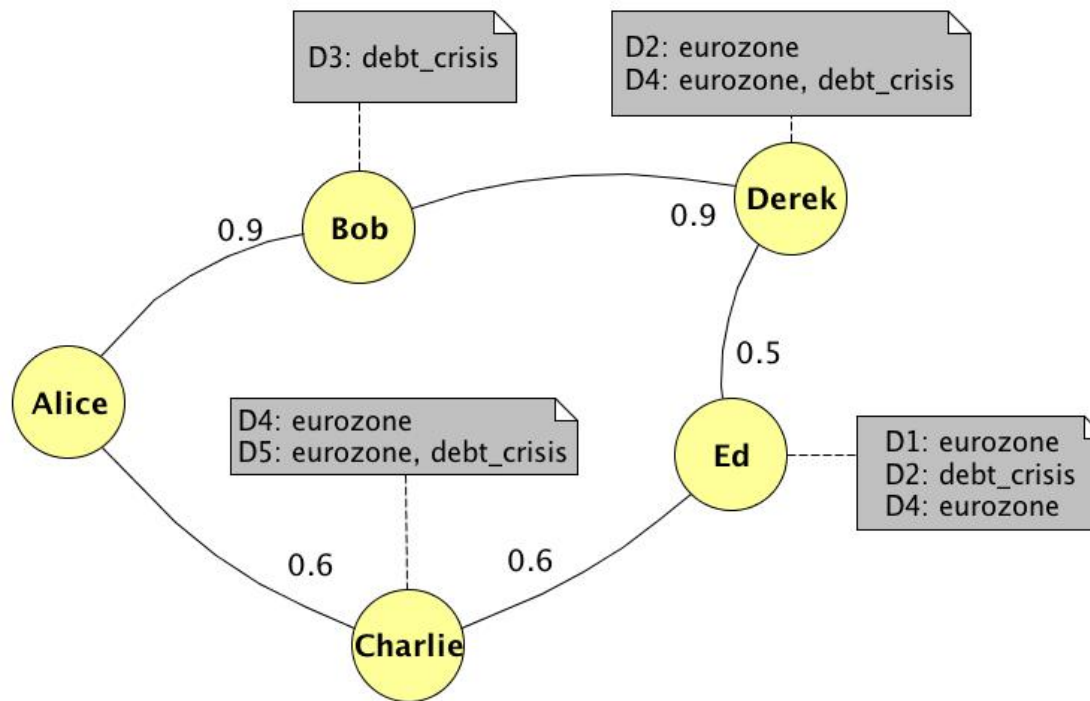 D3: debt_crisis
D2: eurozone
D4: eurozone, debt_crisis
Bob
Derek
0.9
0.9
0.5
Alice
D4: eurozone
D5: eurozone, debt_crisis
Ed
D1: eurozone
D2: debt_crisis
D4: eurozone
0.6
0.6
Charlie